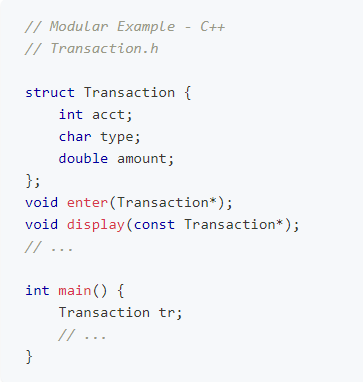 // Modular Example - C++
// Transaction.h
struct Transaction {
    int acct;
    char type;
    double amount;
};
void enter(Transaction*);
void display(const Transaction*);
// ...
int main() {
    Transaction tr;
    // ...
}